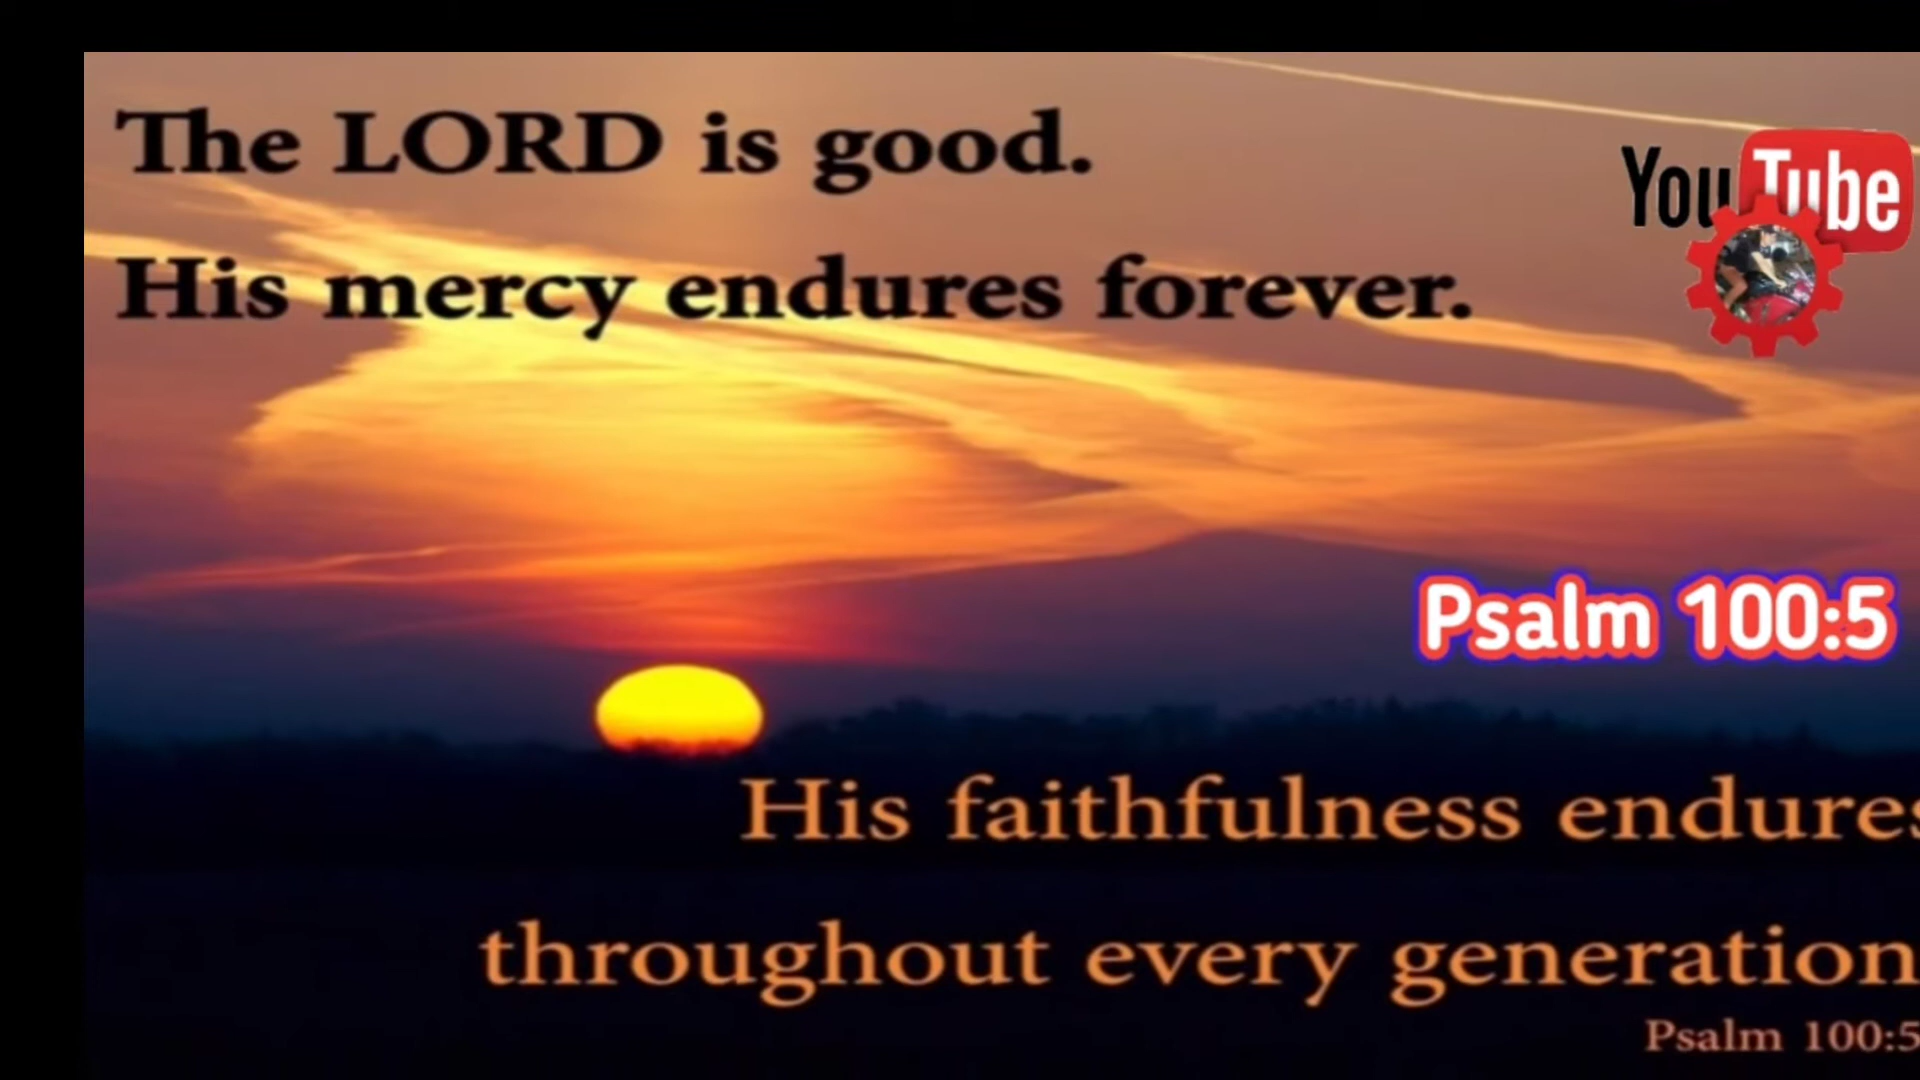 The LORD is good.
YouTube
His mercy endures forever.
Psalm 100:5
His faithfulness endures
throughout every generation
Psalm 100:5